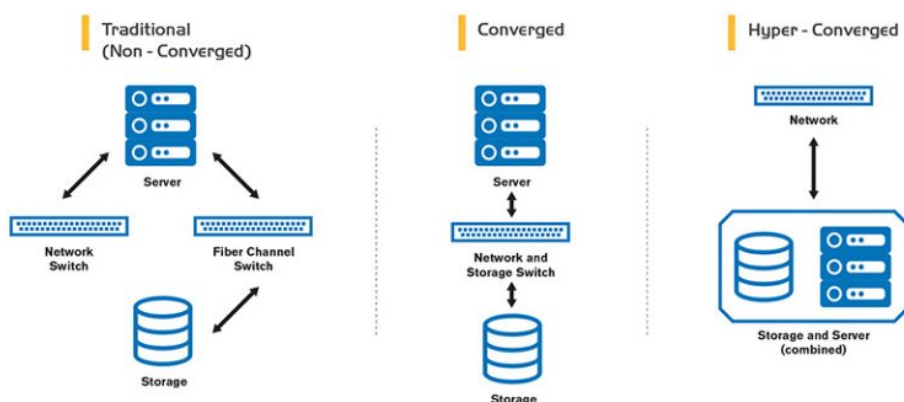 Traditional
(Non - Converged)
Server
Network
Switch
Fiber Channel
Switch
Storage
Converged
Server
Network and
Storage Switch
Storage
Hyper - Converged
Network
Storage and Server
(combined)